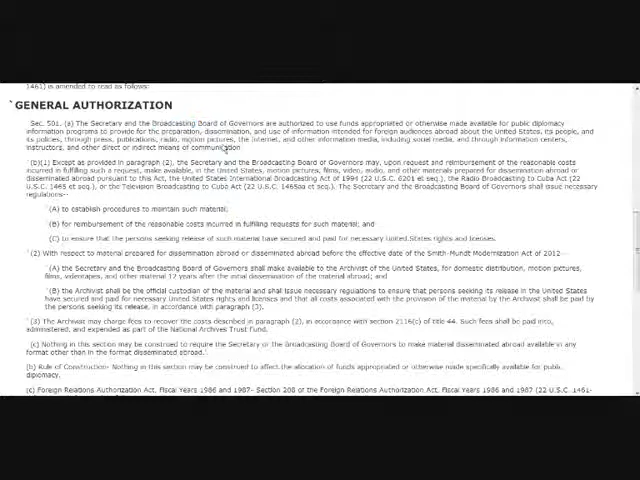 1461) is amended to read as follows:
`GENERAL AUTHORIZATION
Sec. 501. (a) The Secretary and the Broadcasting Board of Governors are authorized to use funds appropriated or otherwise made available for public diplomacy
information programs to provide for the preparation, dissemination, and use of information intended for foreign audiences abroad about the United States, its people, and
its policies, through press, publications, radio, motion pictures, the Internet, and other information media, including social media, and through information centers,
instructors, and other direct or indirect means of communication
`(b)(1) Except as provided in paragraph (2), the Secretary and the Broadcasting Board of Governors may, upon request and reimbursement of the reasonable costs
incurred in fulfilling such a request, make available, in the United States, motion pictures, films, video, audio, and other materials prepared for dissemination or
disseminated abroad pursuant to this Act, the United States International Broadcasting Act of 1994 (22 U.S.C. 6201 et seq.), the Radio Broadcasting to Cuba Act (22
U.S.C. 1465 et seq.), or the Television Broadcasting to Cuba Act (22 U.S.C. 1465aa et seq.). The Secretary and the Broadcasting Board of Governors shall issue necessary
regulations--
`(A) to establish procedures to maintain such material;
`(B) for reimbursement of the reasonable costs incurred in fulfilling requests for such material; and
`(C) to ensure that the persons seeking release of such material have secured and paid for necessary United States rights and licenses.
`(2) With respect to material prepared for dissemination abroad or disseminated abroad before the effective date of the Smith-Mundt Modernization Act of 2012--
`(A) the Secretary and the Broadcasting Board of Governors shall make available to the Archivist of the United States, for domestic distribution, motion pictures,
films, videotapes, and other material 12 years after the initial dissemination of the material abroad; and
`(B) the Archivist shall be the official custodian of the material and shall issue necessary regulations to ensure that persons seeking its release in the United States
have secured and paid for necessary United States rights and licenses and that all costs associated with the provision of the material by the Archivist shall be paid by
the persons seeking its release, in accordance with paragraph (3).
`(3) The Archivist may charge fees to recover the costs described in paragraph (2), in accordance with section 2116(c) of title 44. Such fees shall be paid into,
administered, and expended as part of the National Archives Trust Fund.
`(c) Nothing in this section may be construed to require the Secretary or the Broadcasting Board of Governors to make material disseminated abroad available in any
format other than in the format disseminated abroad.'.
(b) Rule of Construction- Nothing in this section may be construed to affect the allocation of funds appropriated or otherwise made specifically available for public
diplomacy.
(c) Foreign Relations Authorization Act, Fiscal Years 1986 and 1987- Section 208 of the Foreign Relations Authorization Act, Fiscal Years 1986 and 1987 (22 U.S.C. 1461-